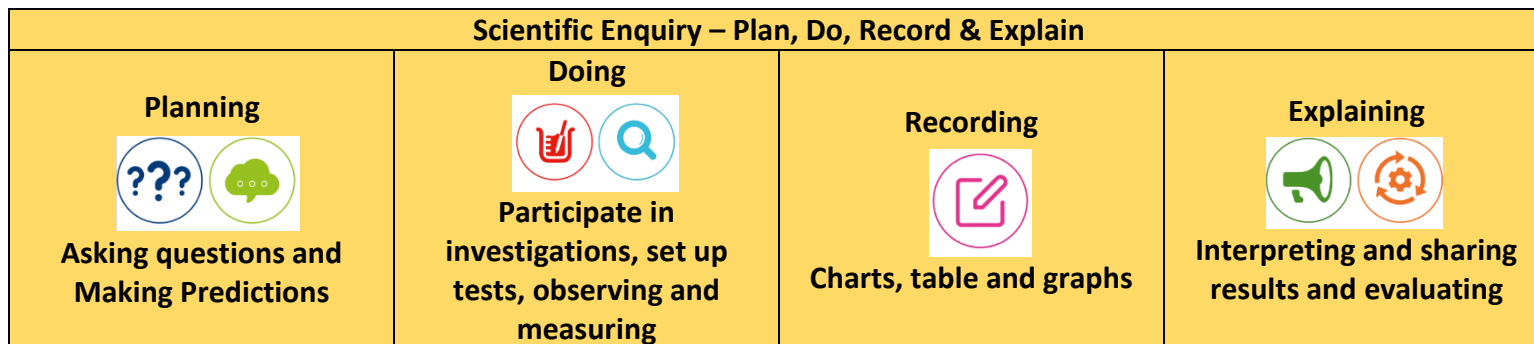 Scientific Enquiry – Plan, Do, Record & Explain
Planning
???
Asking questions and
Making Predictions
Doing
Participate in
investigations, set up
tests, observing and
measuring
Recording
Charts, table and graphs
Explaining
Interpreting and sharing
results and evaluating